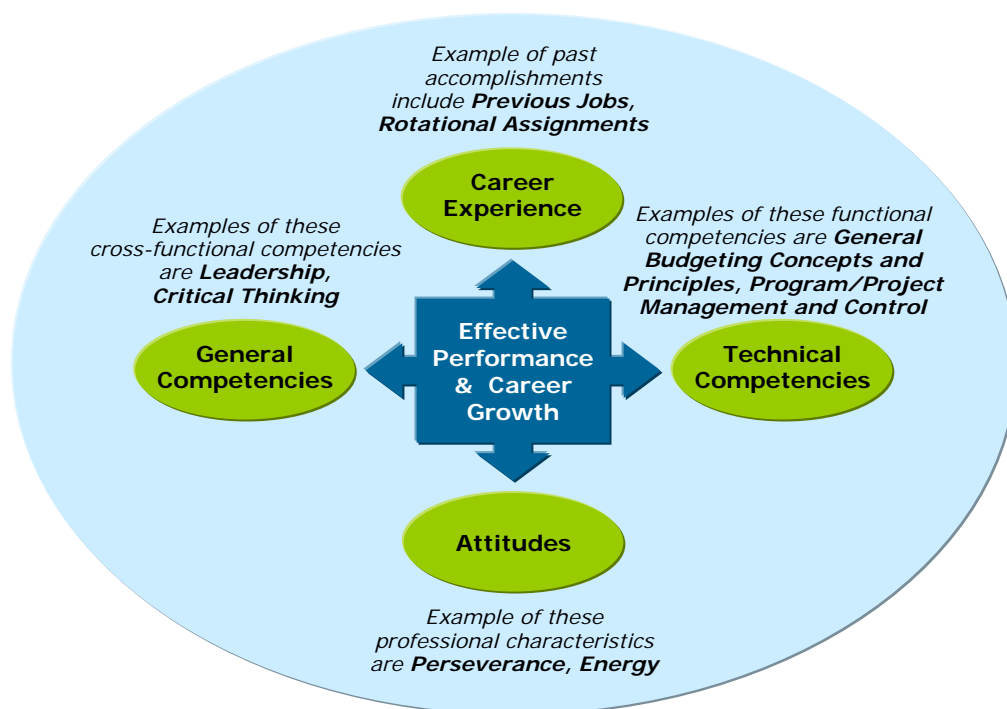 Example of past
accomplishments
include Previous Jobs,
Rotational Assignments
Career
Experience
Examples of these
cross-functional competencies
are Leadership,
Critical Thinking
General
Competencies
Examples of these functional
competencies are General
Budgeting Concepts and
Principles, Program/Project
Management and Control
Technical
Competencies
Effective
Performance
& Career
Growth
Attitudes
Example of these
professional characteristics
are Perseverance, Energy